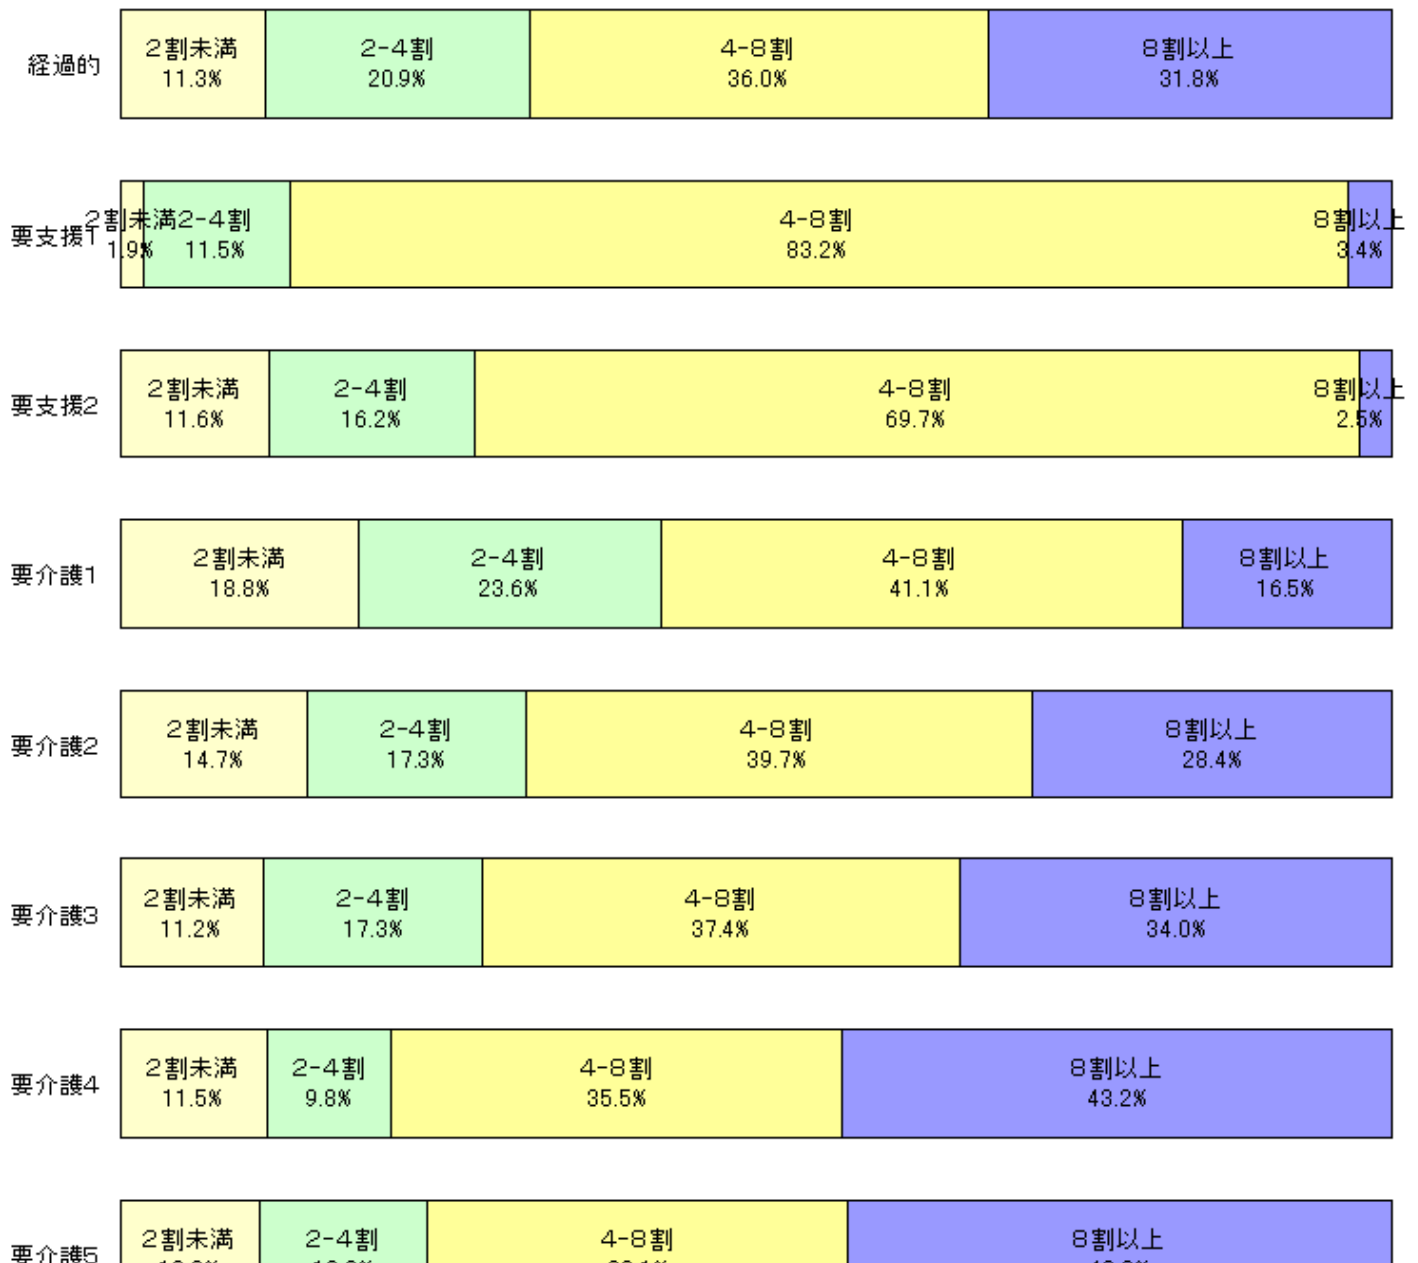 経過的
2割未満 2-4割 4-8割 8割以上
11.3% 20.9% 36.0% 31.8%
要支援1
2割未満 2-4割 4-8割 8割以上
1.9% 11.5% 83.2% 3.4%
要支援2
2割未満 2-4割 4-8割 8割以上
11.6% 16.2% 69.7% 2.5%
要介護1
2割未満 2-4割 4-8割 8割以上
18.8% 23.6% 41.1% 16.5%
要介護2
2割未満 2-4割 4-8割 8割以上
14.7% 17.3% 39.7% 28.4%
要介護3
2割未満 2-4割 4-8割 8割以上
11.2% 17.3% 37.4% 34.0%
要介護4
2割未満 2-4割 4-8割 8割以上
11.5% 9.8% 35.5% 43.2%
要介護5
2割未満 2-4割 4-8割 8割以上